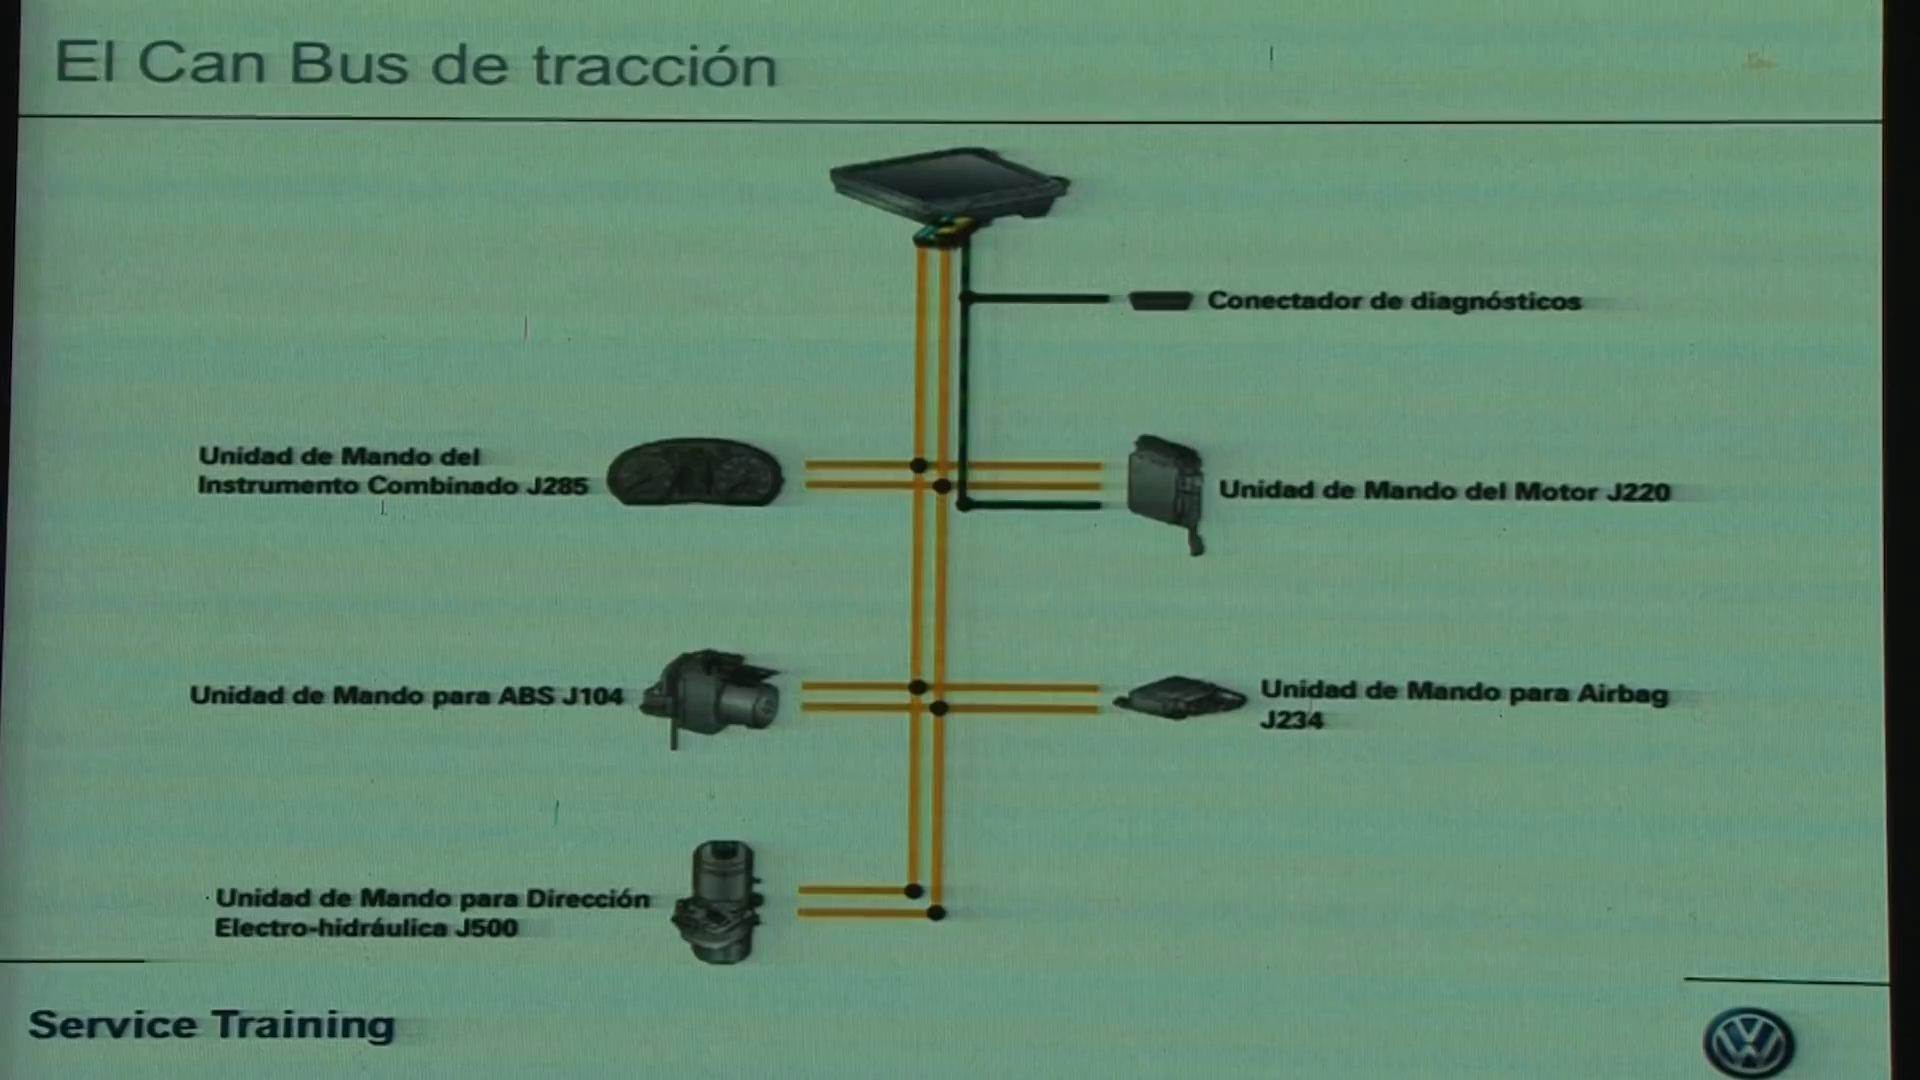 El Can Bus de tracción
Conectador de diagnósticos
Unidad de Mando del
Instrumento Combinado J285
Unidad de Mando del Motor J220
Unidad de Mando para ABS J104
Unidad de Mando para Airbag
J234
Unidad de Mando para Dirección
Electro-hidráulica J500
Service Training